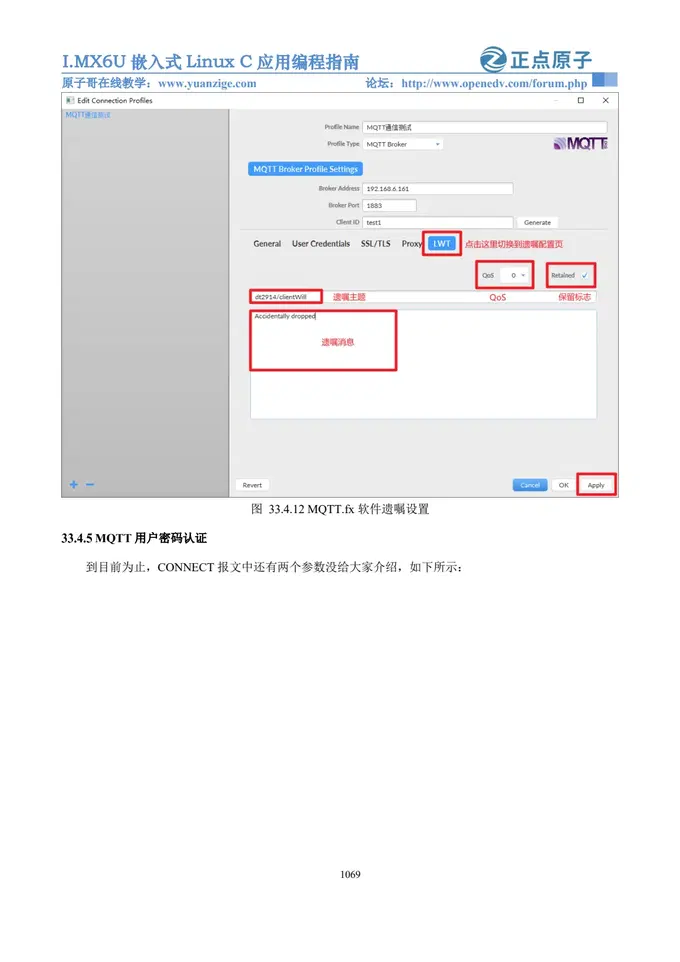 I.MX6U 嵌入式 Linux C 应用编程指南
正点原子
原子哥在线教学：www.yuanzige.com
论坛：http://www.openedv.com/forum.php
Edit Connection Profiles
MQTT通信测试
Profile Name MQTT通信测试
Profile Type MQTT Broker
MQTT
MQTT Broker Profile Settings
Broker Address 192.168.6.161
Broker Port 1883
Client ID test1 Generate
General User Credentials SSL/TLS Proxy LWT 点击这里切换到遗嘱配置页
QoS 0 Retained ✓
dt2914/clientWill 遗嘱主题 QoS 保留标志
Accidentally dropped
遗嘱消息
Revert Cancel OK Apply
图 33.4.12 MQTT.fx 软件遗嘱设置
33.4.5 MQTT 用户密码认证
到目前为止，CONNECT 报文中还有两个参数没给大家介绍，如下所示：
1069